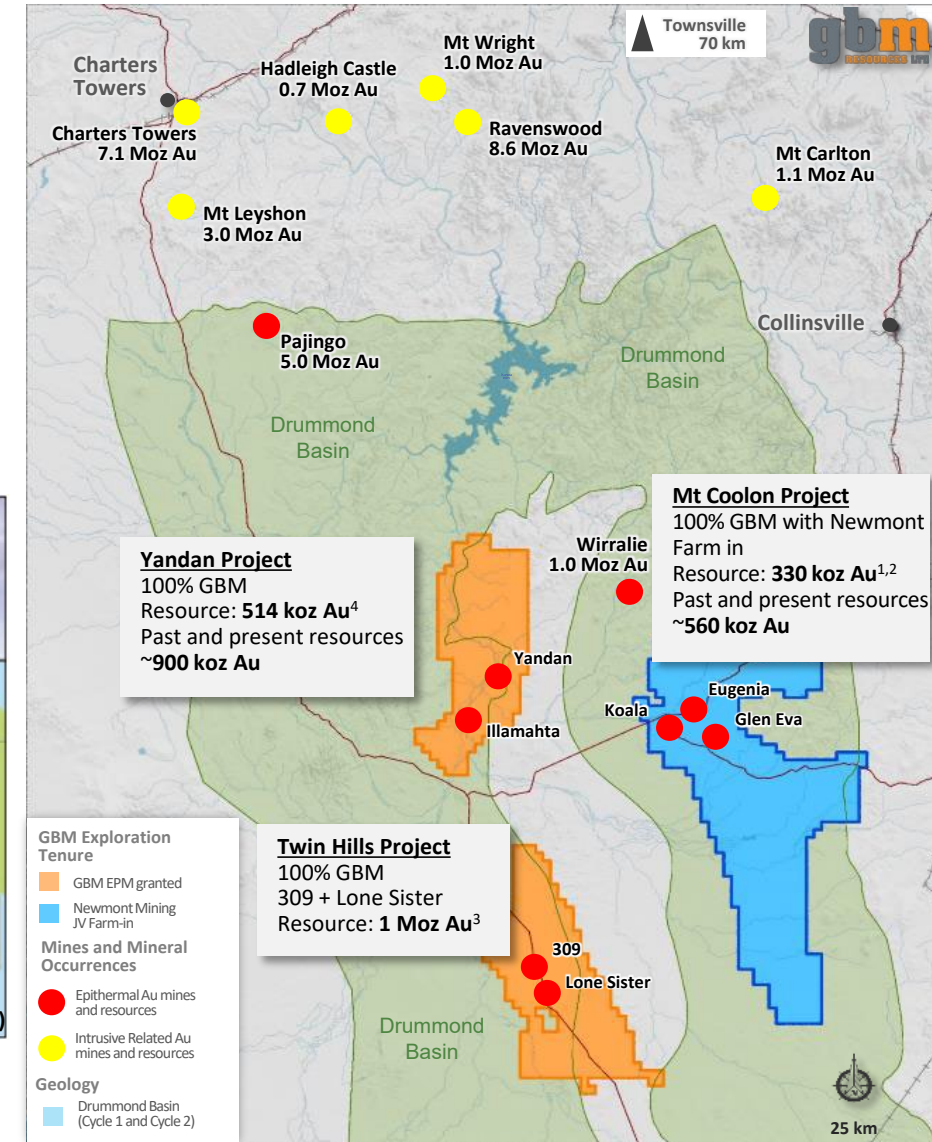 Townsville
70 km
gbm
RESOURCES LTD
Mt Wright
1.0 Moz Au
Charters
Towers
Hadleigh Castle
0.7 Moz Au
Charters Towers
7.1 Moz Au
Ravenswood
8.6 Moz Au
Mt Carlton
1.1 Moz Au
Mt Leyshon
3.0 Moz Au
Collinsville
Pajingo
5.0 Moz Au
Drummond
Basin
Drummond
Basin
Mt Coolon Project
100% GBM with Newmont
Farm in
Resource: 330 koz Au1,2
Past and present resources
~560 koz Au
Wirralie
1.0 Moz Au
Yandan Project
100% GBM
Resource: 514 koz Au4
Past and present resources
~900 koz Au
Yandan
Illamahta
Eugenia
Koala
Glen Eva
Twin Hills Project
100% GBM
309 + Lone Sister
Resource: 1 Moz Au3
309
Lone Sister
Drummond
Basin
GBM Exploration
Tenure
GBM EPM granted
Newmont Mining
JV Farm-in
Mines and Mineral
Occurrences
Epithermal Au mines
and resources
Intrusive Related Au
mines and resources
Geology
Drummond Basin
(Cycle 1 and Cycle 2)
)
25 km